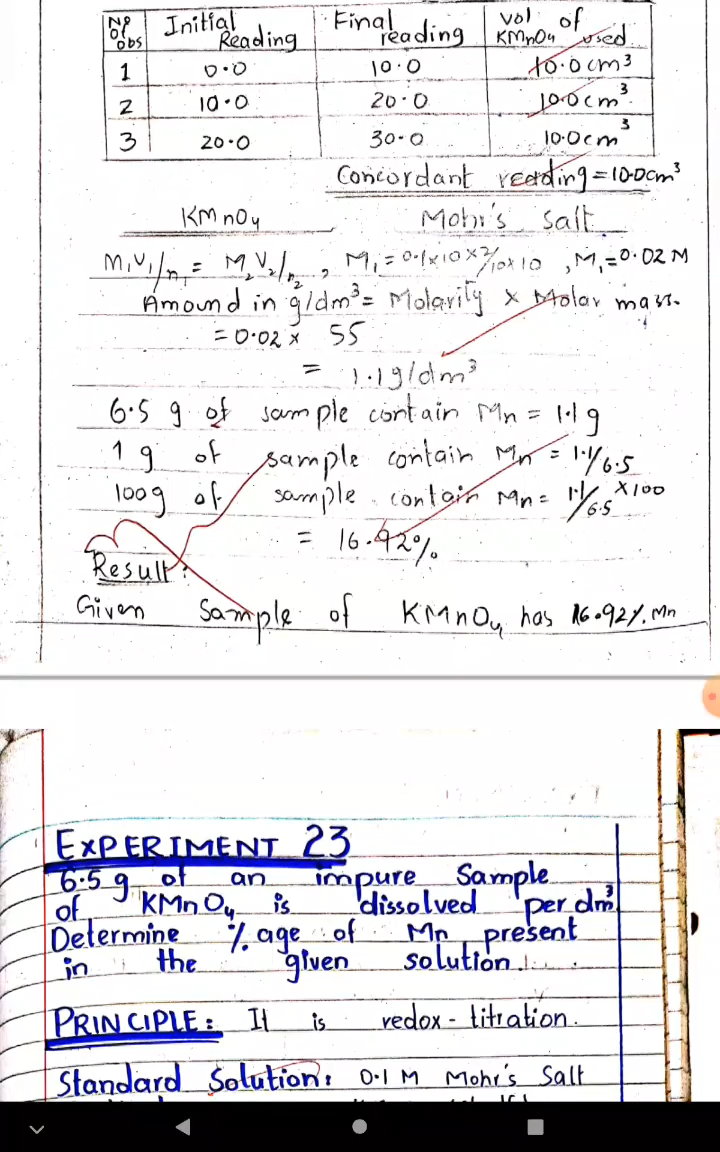 No of obs | Initial Reading | Final reading | vol of KMnO4 used
1 | 0.0 | 10.0 | 10.0 cm3
2 | 10.0 | 20.0 | 10.0 cm3.
3 | 20.0 | 30.0 | 10.0 cm3
Concordant reading = 10.0cm3
KMnO4 Mohr's salt
M1V1/n1 = M2V2/n2 , M1 = 0.1x10x2/10x10 , M1 = 0.02 M
Amound in g/dm3 = Molarity x Molar mass.
= 0.02 x 55
= 1.1g/dm3
6.5 g of sample contain Mn = 1.1 g
1 g of sample contain Mn = 1.1/6.5
100g of sample contain Mn = 1.1/6.5 x100
= 16.92%
Result:
Given Sample of KMnO4 has 16.92%. Mn
EXPERIMENT 23
6.5 g of an impure Sample
of KMnO4 is dissolved per dm3.
Determine %age of Mn present
in the given solution.
PRINCIPLE: It is redox-titration.
Standard Solution: 0.1 M Mohr's Salt